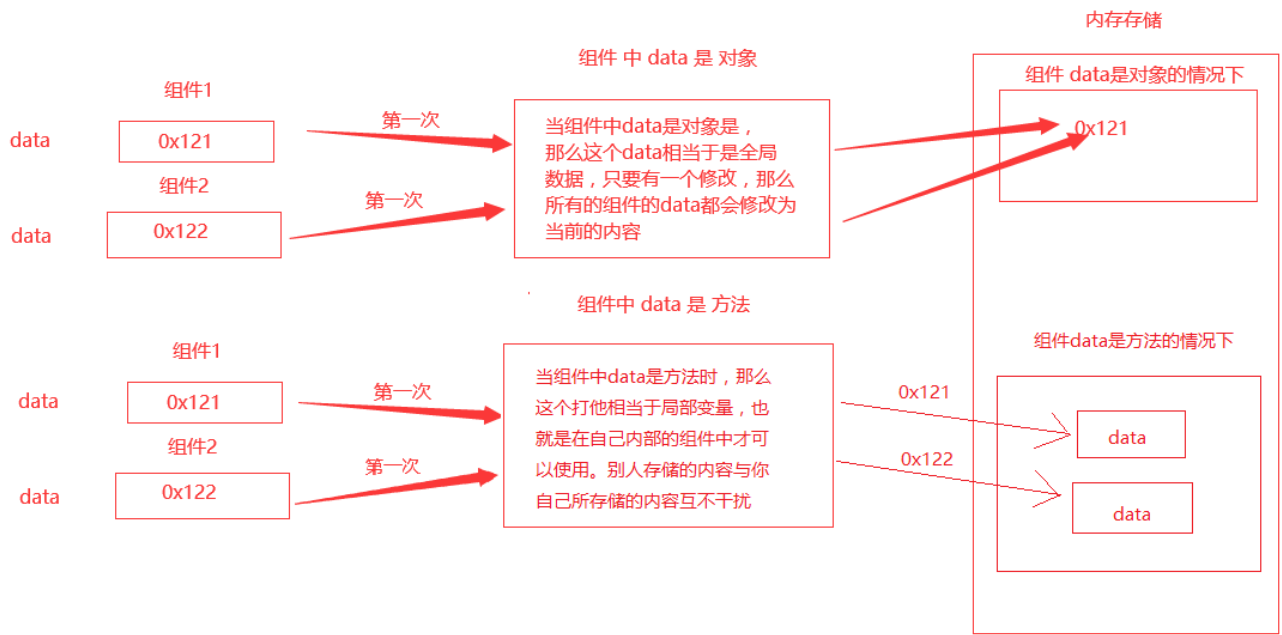 内存存储
组件 中 data 是 对象
组件 data是对象的情况下
组件1
第一次
data
0x121
当组件中data是对象是，
那么这个data相当于是全局
数据，只要有一个修改，那么
所有的组件的data都会修改为
当前的内容
0x121
组件2
第一次
data
0x122
组件中 data 是 方法
组件data是方法的情况下
组件1
第一次
data
0x121
当组件中data是方法时，那么
这个打他相当于局部变量，也
就是在自己内部的组件中才可
以使用。别人存储的内容与你
自己所存储的内容互不干扰
0x121
data
组件2
第一次
data
0x122
0x122
data